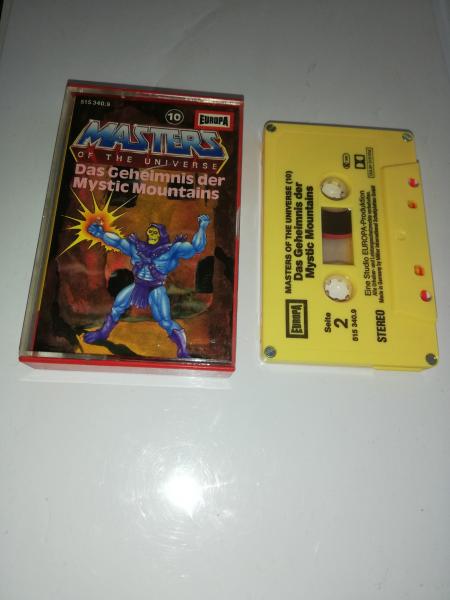 515 340.9
10
EUROPA
MASTERS
OF THE UNIVERSE
Das Geheimnis der
Mystic Mountains
MASTERS OF THE UNIVERSE (10)
Das Geheimnis der
Mystic Mountains
EUROPA
Seite
2
515 340.9
STEREO
Eine Studio EUROPA-Produktion